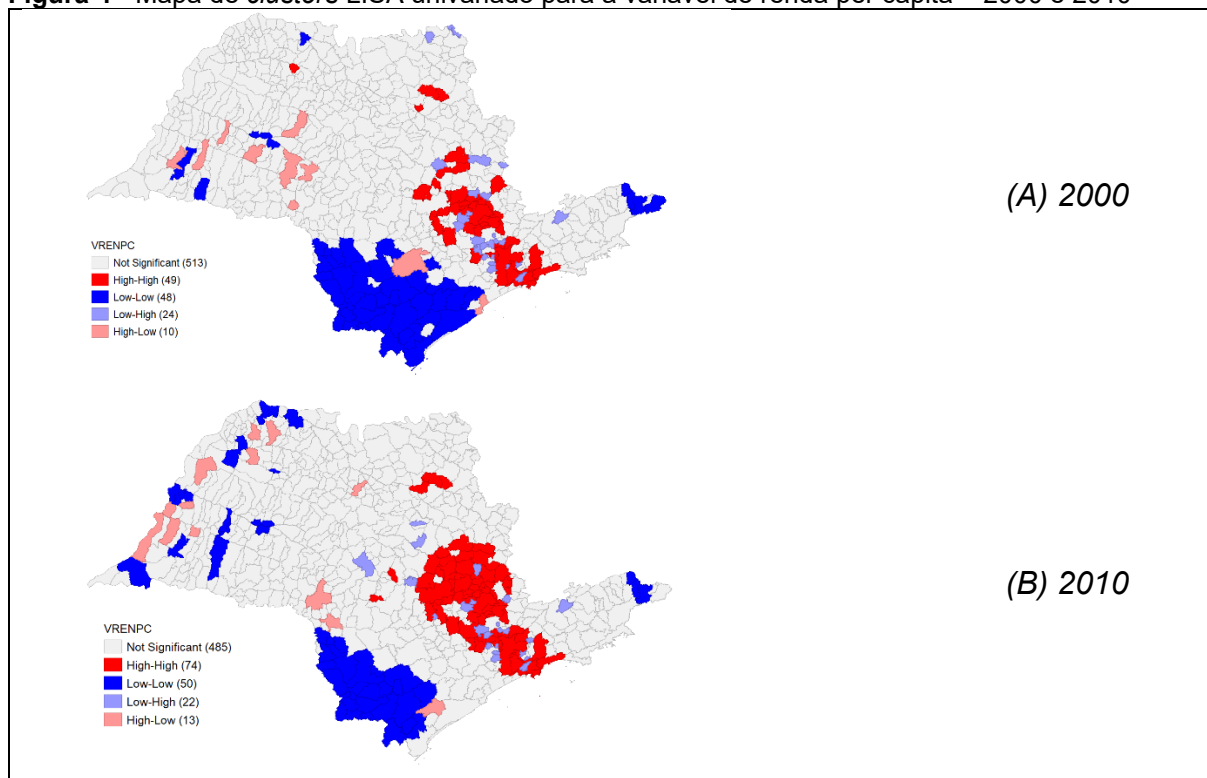 Figura 1 - Mapa de clusters LISA univariado para a variável de renda per capita – 2000 e 2010
(A) 2000
VRENPC
Not Significant (513)
High-High (49)
Low-Low (48)
Low-High (24)
High-Low (10)
(B) 2010
VRENPC
Not Significant (485)
High-High (74)
Low-Low (50)
Low-High (22)
High-Low (13)